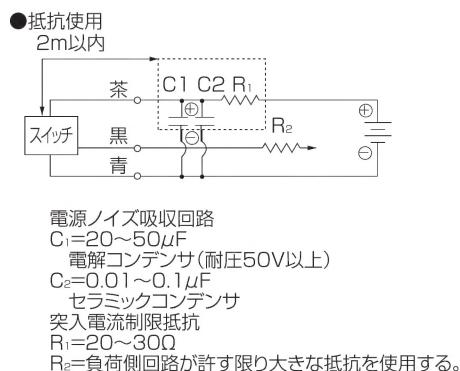 ●抵抗使用
2m以内
C1 C2 R₁
茶
⊕
⊕
スイッチ
黒
R₂
⊖
⊖
青
電源ノイズ吸収回路
C₁=20～50μF
電解コンデンサ(耐圧50V以上)
C₂=0.01～0.1μF
セラミックコンデンサ
突入電流制限抵抗
R₁=20～30Ω
R₂=負荷側回路が許す限り大きな抵抗を使用する。